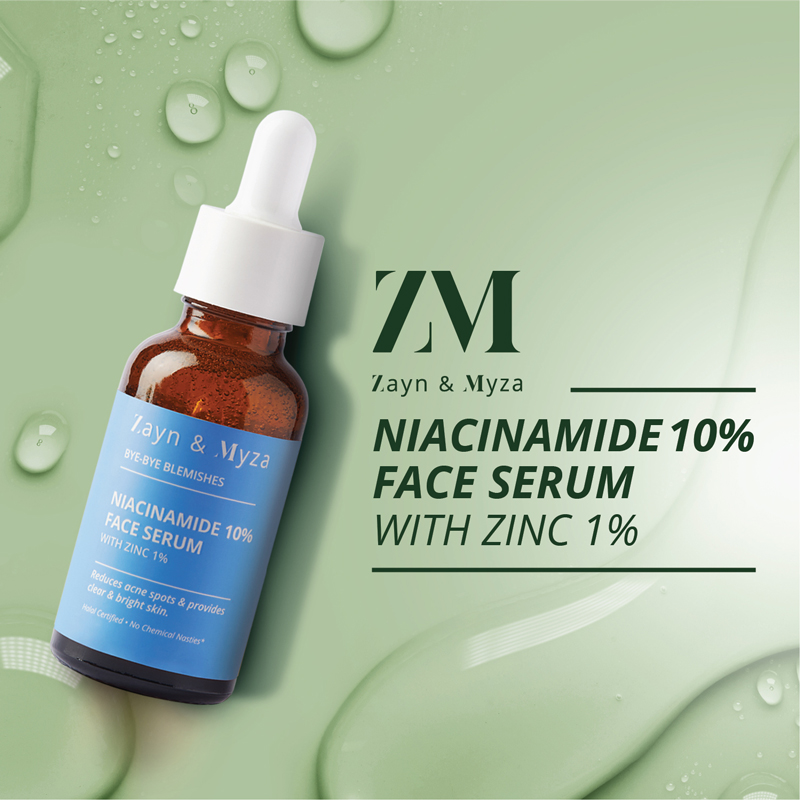 Zayn & Myza
BYE-BYE BLEMISHES
NIACINAMIDE 10%
FACE SERUM
WITH ZINC 1%
Reduces acne spots & provides
clear & bright skin.
Halal Certified • No Chemical Nasties*
ZM
Zayn & Myza
NIACINAMIDE 10%
FACE SERUM
WITH ZINC 1%